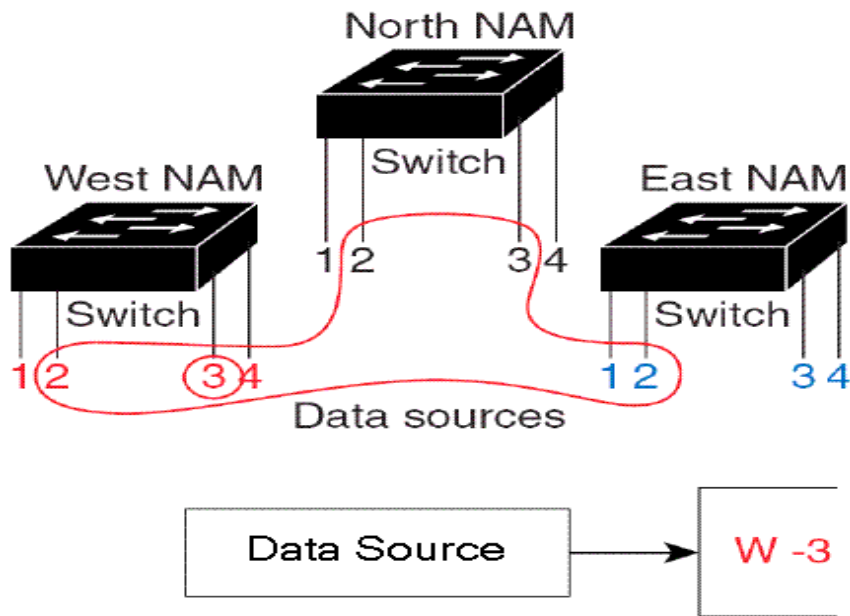 North NAM
Switch
West NAM
East NAM
1 2 3 4
Switch
Switch
1 2 3 4
1 2 3 4
Data sources
Data Source
W -3